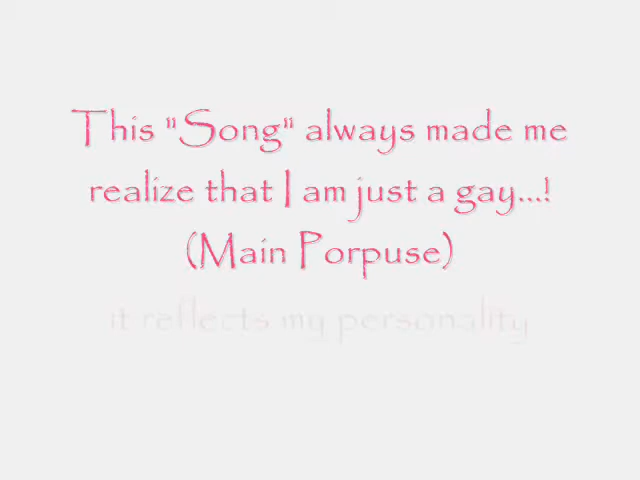 This "Song" always made me
realize that I am just a gay...!
(Main Porpuse)
it reflects my personality